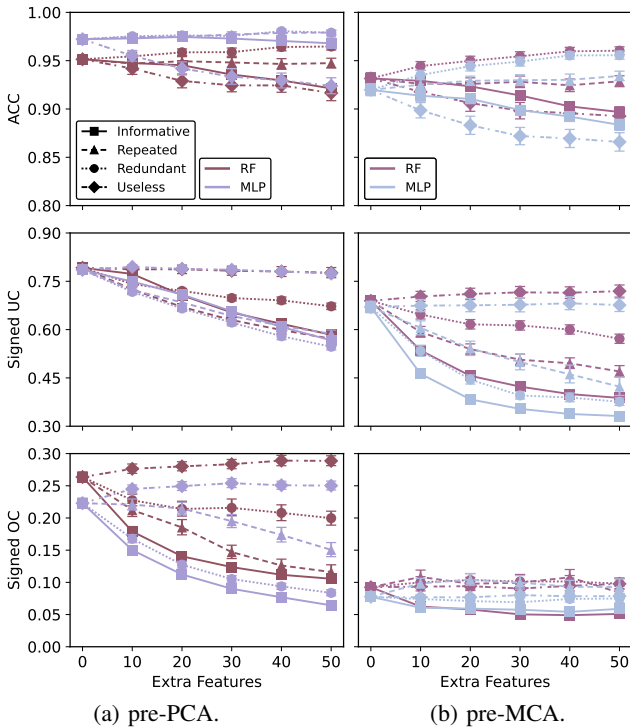 1.00
0.95
0.90
0.85
0.80
ACC
Informative
Repeated
Redundant
Useless
RF
MLP
RF
MLP
0.90
0.75
0.60
0.45
0.30
Signed UC
0.30
0.25
0.20
0.15
0.10
0.05
0.00
Signed OC
0 10 20 30 40 50
Extra Features
0 10 20 30 40 50
Extra Features
(a) pre-PCA.
(b) pre-MCA.